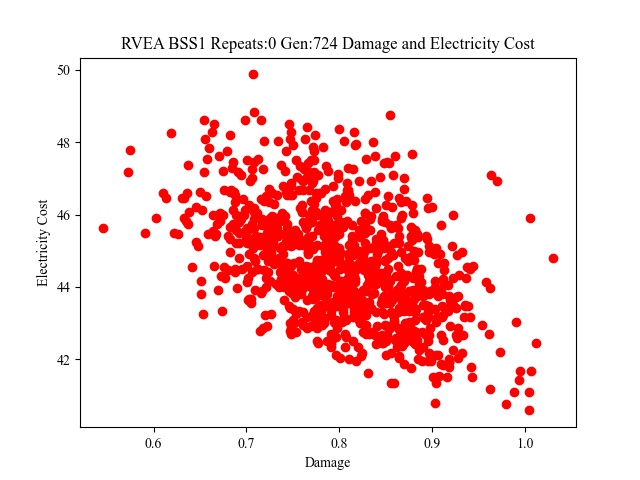 RVEA BSS1 Repeats:0 Gen:724 Damage and Electricity Cost
50
48
46
44
42
Electricity Cost
0.6 0.7 0.8 0.9 1.0
Damage